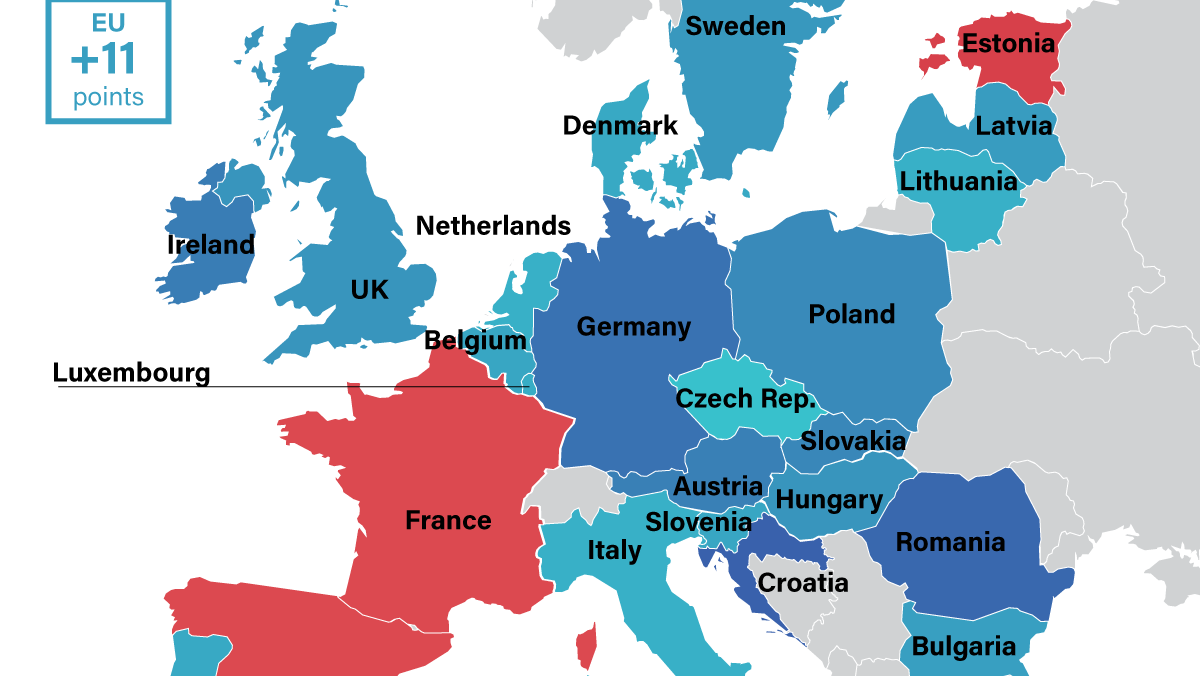 EU
+11
points
Sweden
Estonia
Denmark
Latvia
Lithuania
Netherlands
Ireland
UK
Poland
Germany
Belgium
Luxembourg
Czech Rep.
Slovakia
Austria
Hungary
France
Slovenia
Italy
Romania
Croatia
Bulgaria